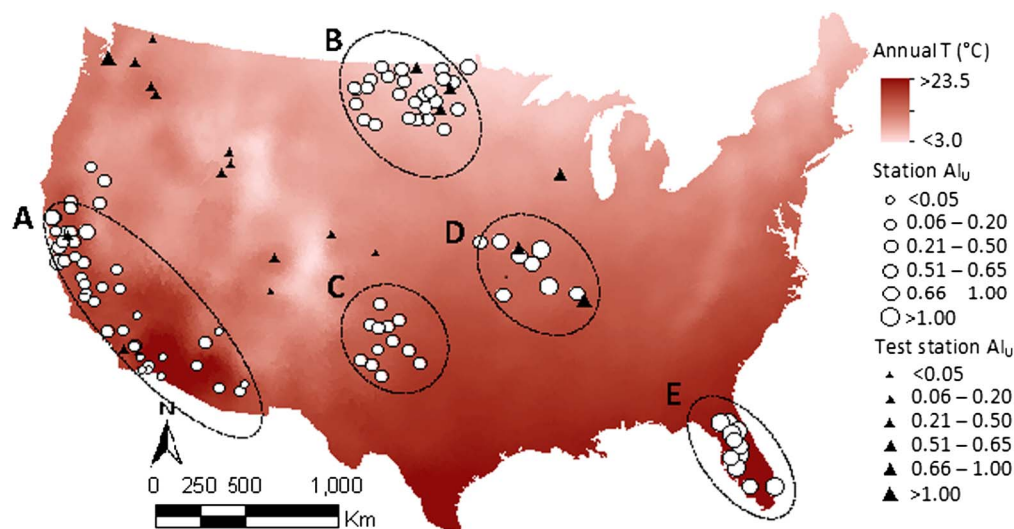 B
A
D
C
E
N
0 250 500 1,000
Km
Annual T (°C)
>23.5
<3.0
Station AIU
<0.05
0.06 – 0.20
0.21 – 0.50
0.51 – 0.65
0.66 1.00
>1.00
Test station AIU
<0.05
0.06 – 0.20
0.21 – 0.50
0.51 – 0.65
0.66 – 1.00
>1.00